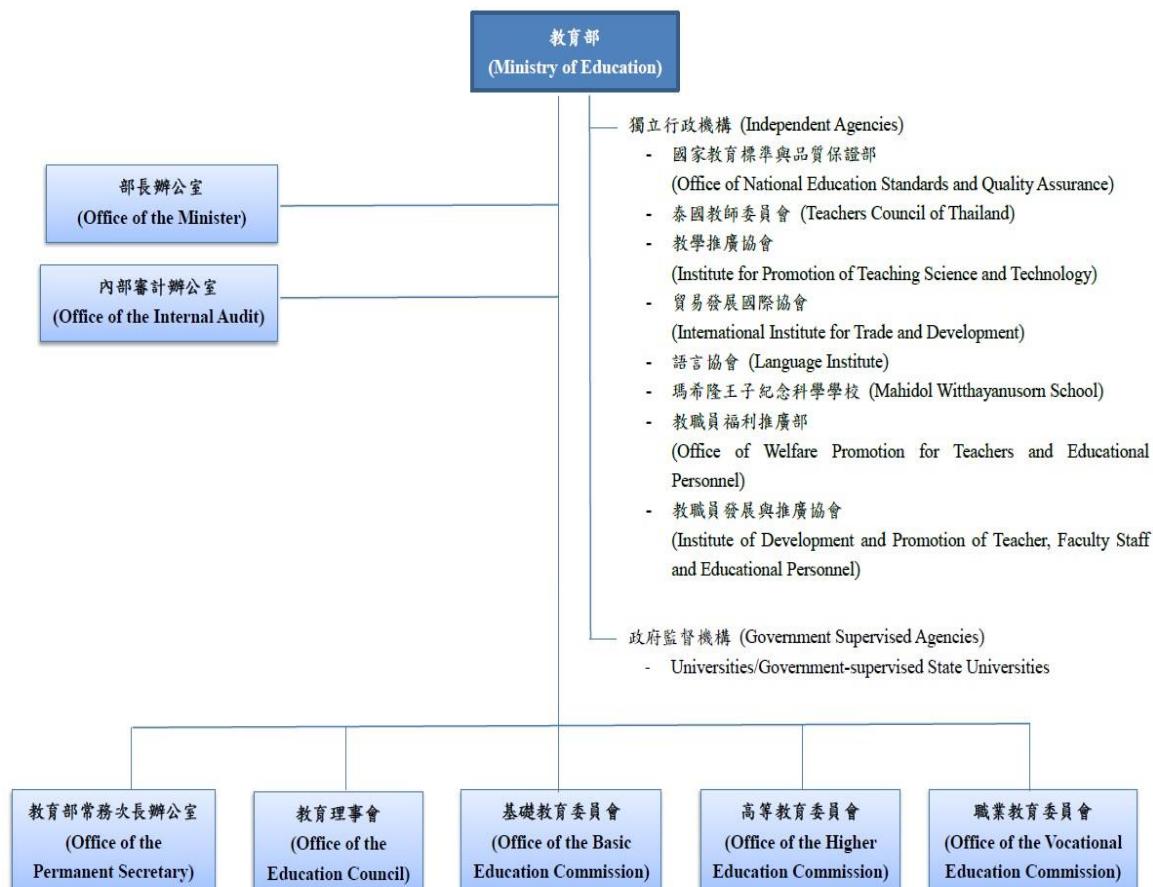 教育部
(Ministry of Education)
獨立行政機構 (Independent Agencies)
- 國家教育標準與品質保證部
(Office of National Education Standards and Quality Assurance)
- 泰國教師委員會 (Teachers Council of Thailand)
- 教學推廣協會
(Institute for Promotion of Teaching Science and Technology)
- 貿易發展國際協會
(International Institute for Trade and Development)
- 語言協會 (Language Institute)
- 瑪希隆王子紀念科學學校 (Mahidol Witthayanusorn School)
- 教職員福利推廣部
(Office of Welfare Promotion for Teachers and Educational
Personnel)
- 教職員發展與推廣協會
(Institute of Development and Promotion of Teacher, Faculty Staff
and Educational Personnel)
政府監督機構 (Government Supervised Agencies)
- Universities/Government-supervised State Universities
部長辦公室
(Office of the Minister)
內部審計辦公室
(Office of the Internal Audit)
教育部常務次長辦公室
(Office of the
Permanent Secretary)
教育理事會
(Office of the
Education Council)
基礎教育委員會
(Office of the Basic
Education Commission)
高等教育委員會
(Office of the Higher
Education Commission)
職業教育委員會
(Office of the Vocational
Education Commission)